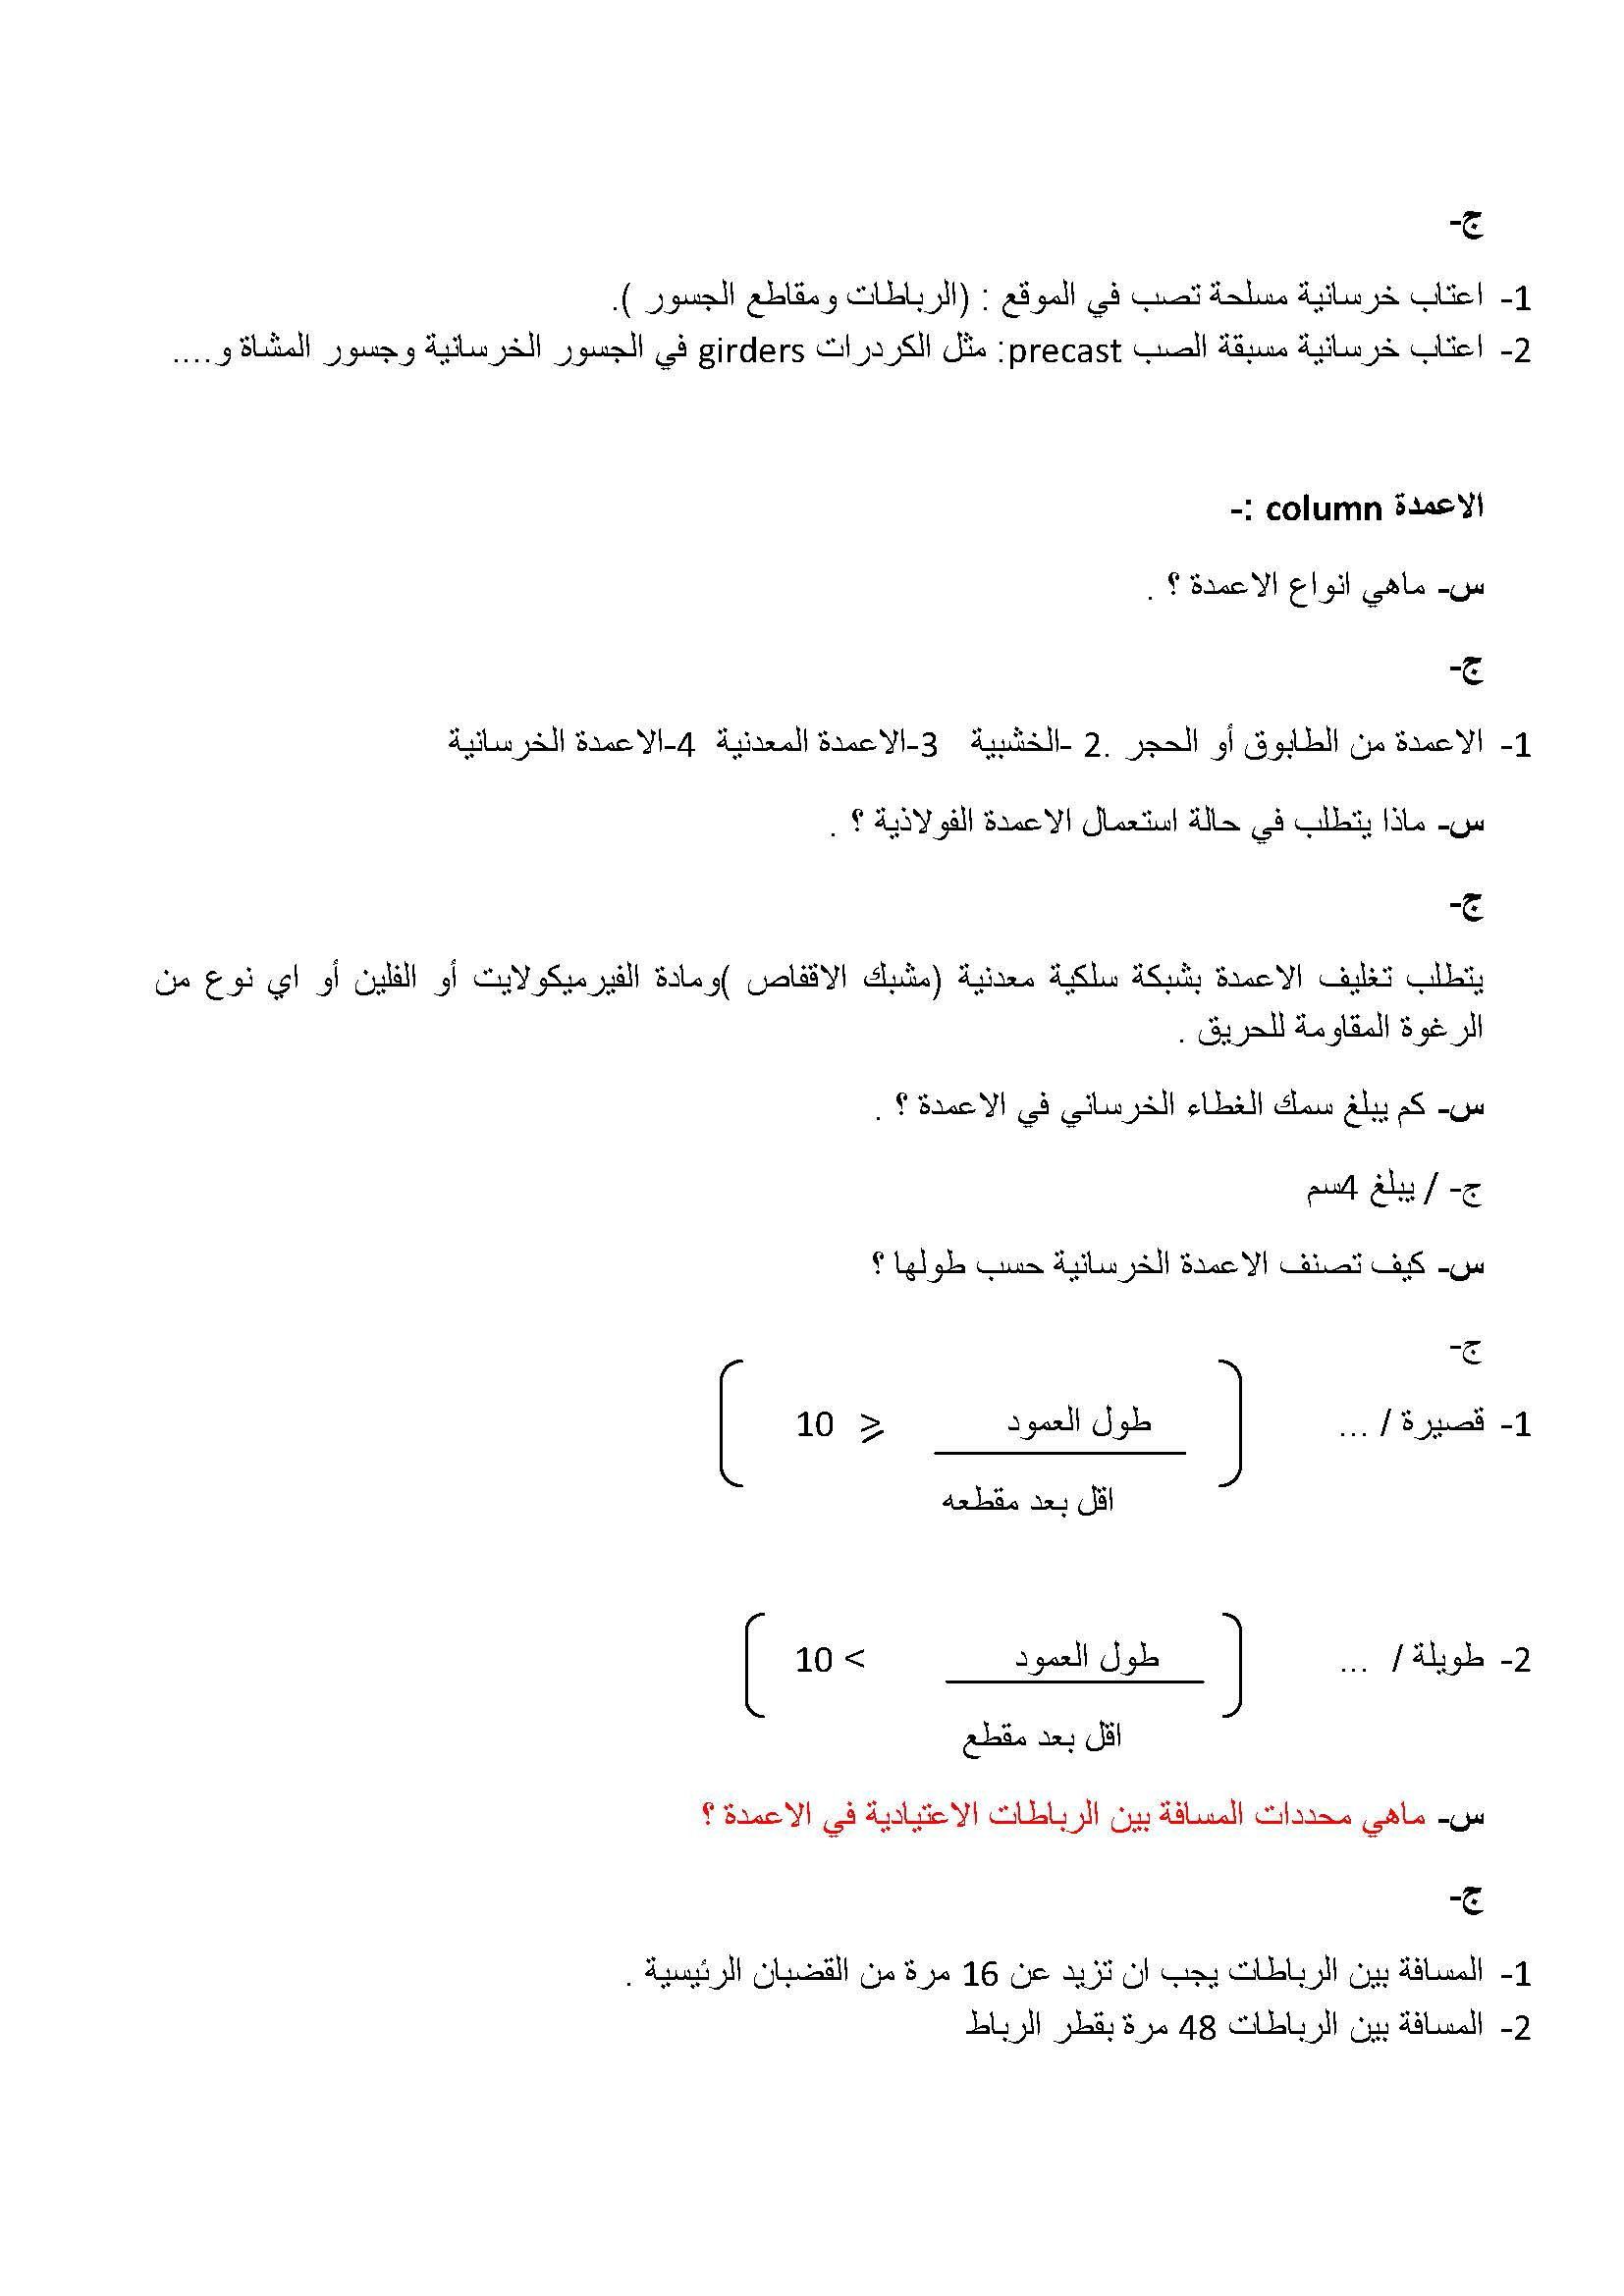 ج-
1- اعتاب خرسانية مسلحة تصب في الموقع : (الرباطات ومقاطع الجسور ).
2- اعتاب خرسانية مسبقة الصب precast: مثل الكردرات girders في الجسور الخرسانية وجسور المشاة و....
الاعمدة column :-
س- ماهي انواع الاعمدة ؟ .
ج-
1- الاعمدة من الطابوق أو الحجر .2 -الخشبية 3-الاعمدة المعدنية 4-الاعمدة الخرسانية
س- ماذا يتطلب في حالة استعمال الاعمدة الفولاذية ؟ .
ج-
يتطلب تغليف الاعمدة بشبكة سلكية معدنية (مشبك الاقفاص )ومادة الفيرميكولايت أو الفلين أو اي نوع من
الرغوة المقاومة للحريق .
س- كم يبلغ سمك الغطاء الخرساني في الاعمدة ؟ .
ج- / يبلغ 4سم
س- كيف تصنف الاعمدة الخرسانية حسب طولها ؟
ج-
1- قصيرة / ... طول العمود ⩾ 10
اقل بعد مقطعه
2- طويلة / ... طول العمود < 10
اقل بعد مقطع
س- ماهي محددات المسافة بين الرباطات الاعتيادية في الاعمدة ؟
ج-
1- المسافة بين الرباطات يجب ان تزيد عن 16 مرة من القضبان الرئيسية .
2- المسافة بين الرباطات 48 مرة بقطر الرباط